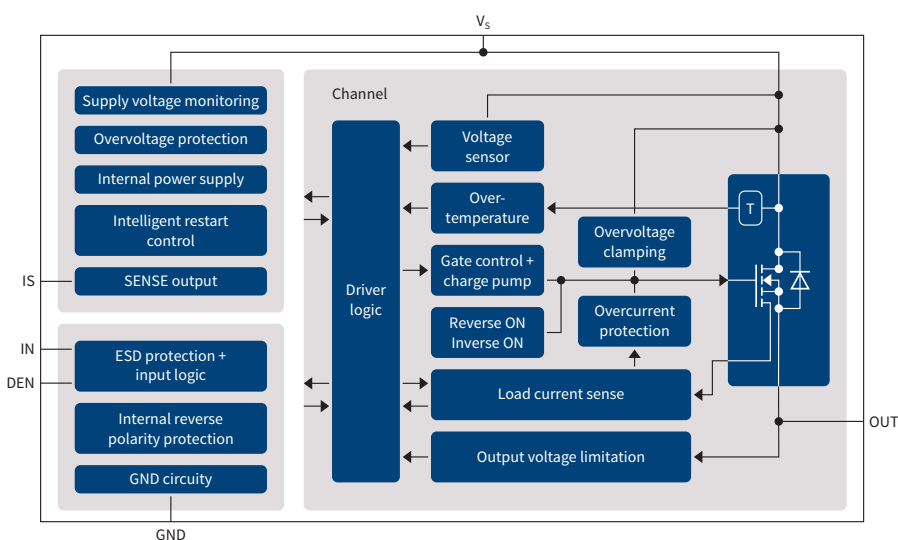 Vs
Supply voltage monitoring
Overvoltage protection
Internal power supply
Intelligent restart
control
SENSE output
IS
IN
DEN
ESD protection +
input logic
Internal reverse
polarity protection
GND circuity
GND
Channel
Driver
logic
Voltage
sensor
Over-
temperature
Gate control +
charge pump
Reverse ON
Inverse ON
Overvoltage
clamping
Overcurrent
protection
Load current sense
Output voltage limitation
T
OUT